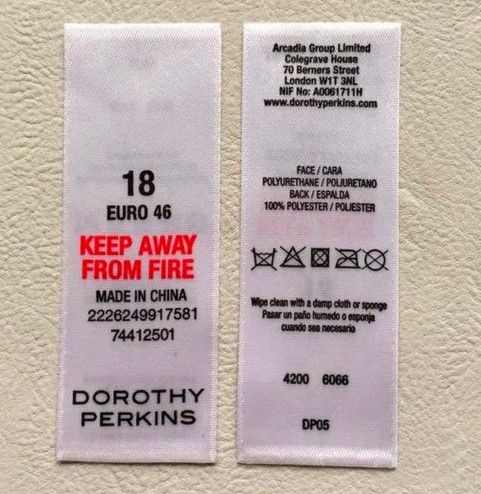 18
EURO 46
KEEP AWAY
FROM FIRE
MADE IN CHINA
2226249917581
74412501
DOROTHY
PERKINS
Arcadia Group Limited
Colegrave House
70 Berners Street
London W1T 3NL
NIF No: A0061711H
www.dorothyperkins.com
FACE / CARA
POLYURETHANE / POLIURETANO
BACK / ESPALDA
100% POLYESTER / POLIESTER
Wipe clean with a damp cloth or sponge
Pasar un paño humedo o esponja
cuando sea necesario
4200 6066
DP05